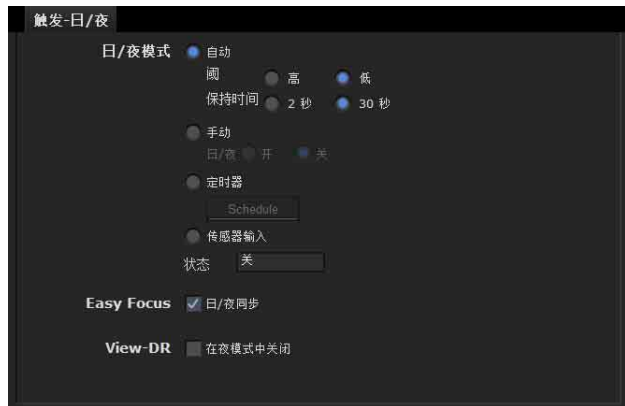 触发-日/夜
日/夜模式 自动
阈 高 低
保持时间 2 秒 30 秒
手动
日/夜 开 关
定时器
Schedule
传感器输入
状态 关
Easy Focus 日/夜同步
View-DR 在夜模式中关闭